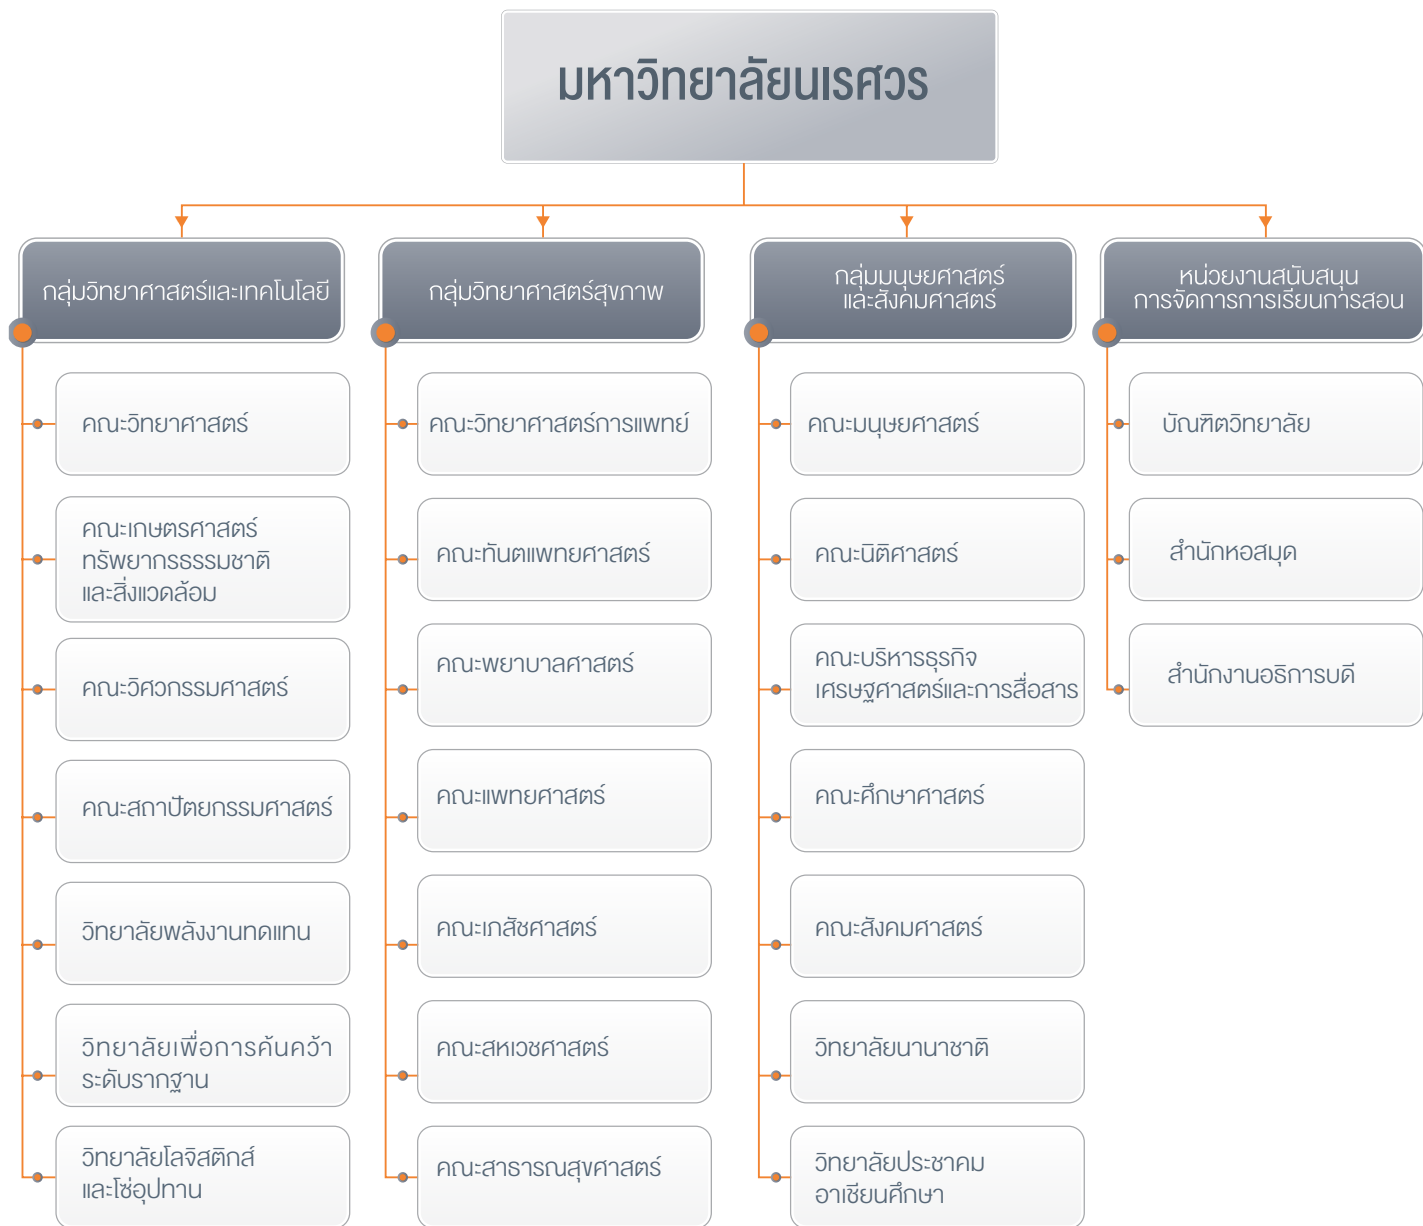 มหาวิทยาลัยนเรศวร
กลุ่มวิทยาศาสตร์และเทคโนโลยี
คณะวิทยาศาสตร์
คณะเกษตรศาสตร์
ทรัพยากรธรรมชาติ
และสิ่งแวดล้อม
คณะวิศวกรรมศาสตร์
คณะสถาปัตยกรรมศาสตร์
วิทยาลัยพลังงานทดแทน
วิทยาลัยเพื่อการค้นคว้า
ระดับรากฐาน
วิทยาลัยโลจิสติกส์
และโซ่อุปทาน
กลุ่มวิทยาศาสตร์สุขภาพ
คณะวิทยาศาสตร์การแพทย์
คณะทันตแพทยศาสตร์
คณะพยาบาลศาสตร์
คณะแพทยศาสตร์
คณะเภสัชศาสตร์
คณะสหเวชศาสตร์
คณะสาธารณสุขศาสตร์
กลุ่มมนุษยศาสตร์
และสังคมศาสตร์
คณะมนุษยศาสตร์
คณะนิติศาสตร์
คณะบริหารธุรกิจ
เศรษฐศาสตร์และการสื่อสาร
คณะศึกษาศาสตร์
คณะสังคมศาสตร์
วิทยาลัยนานาชาติ
วิทยาลัยประชาคม
อาเซียนศึกษา
หน่วยงานสนับสนุน
การจัดการการเรียนการสอน
บัณฑิตวิทยาลัย
สำนักหอสมุด
สำนักงานอธิการบดี